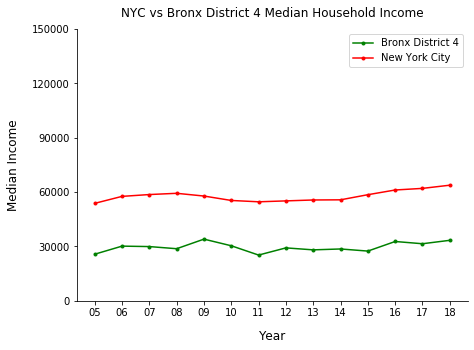 NYC vs Bronx District 4 Median Household Income
Bronx District 4
New York City
Median Income
150000
120000
90000
60000
30000
0
05 06 07 08 09 10 11 12 13 14 15 16 17 18
Year